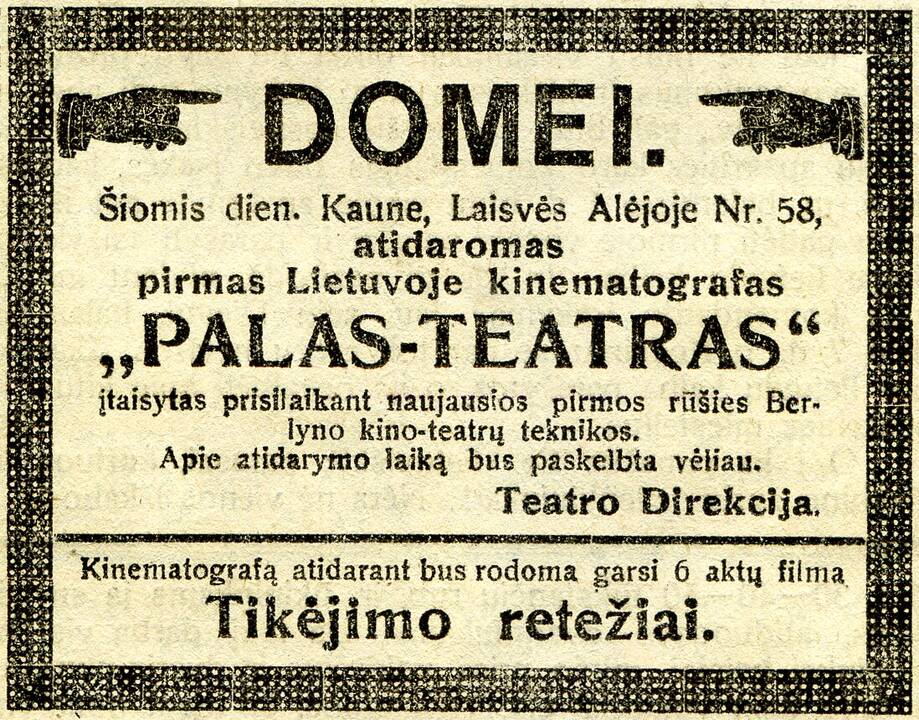 DOMEI.
Šiomis dien. Kaune, Laisvės Alėjoje Nr. 58,
atidaromas
pirmas Lietuvoje kinematografas
„PALAS-TEATRAS“
įtaisytas prisilaikant naujausios pirmos rūšies Ber-
lyno kino-teatrų teknikos.
Apie atidarymo laiką bus paskelbta vėliau.
Teatro Direkcija.
Kinematografą atidarant bus rodoma garsi 6 aktų filma
Tikėjimo retežiai.